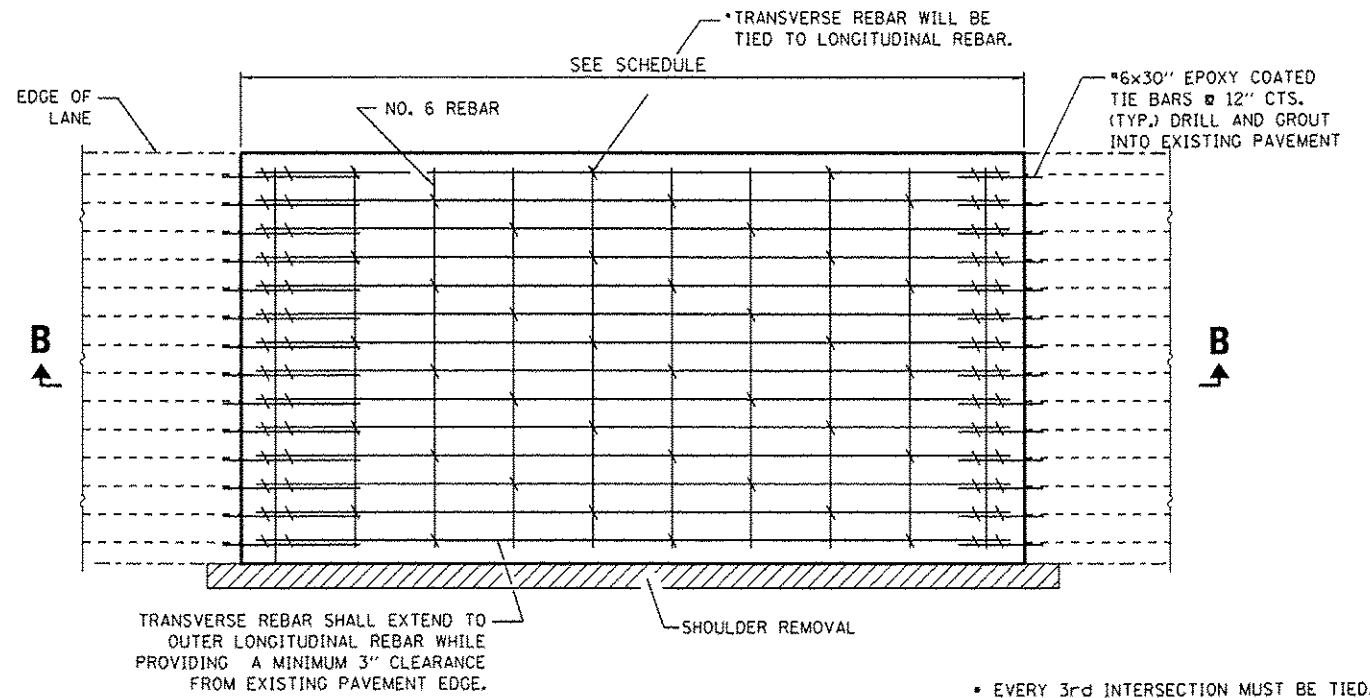 •TRANSVERSE REBAR WILL BE
TIED TO LONGITUDINAL REBAR.
SEE SCHEDULE
EDGE OF
LANE
NO. 6 REBAR
#6x30" EPOXY COATED
TIE BARS @ 12" CTS.
(TYP.) DRILL AND GROUT
INTO EXISTING PAVEMENT
B
B
TRANSVERSE REBAR SHALL EXTEND TO
OUTER LONGITUDINAL REBAR WHILE
PROVIDING A MINIMUM 3" CLEARANCE
FROM EXISTING PAVEMENT EDGE.
SHOULDER REMOVAL
• EVERY 3rd INTERSECTION MUST BE TIED